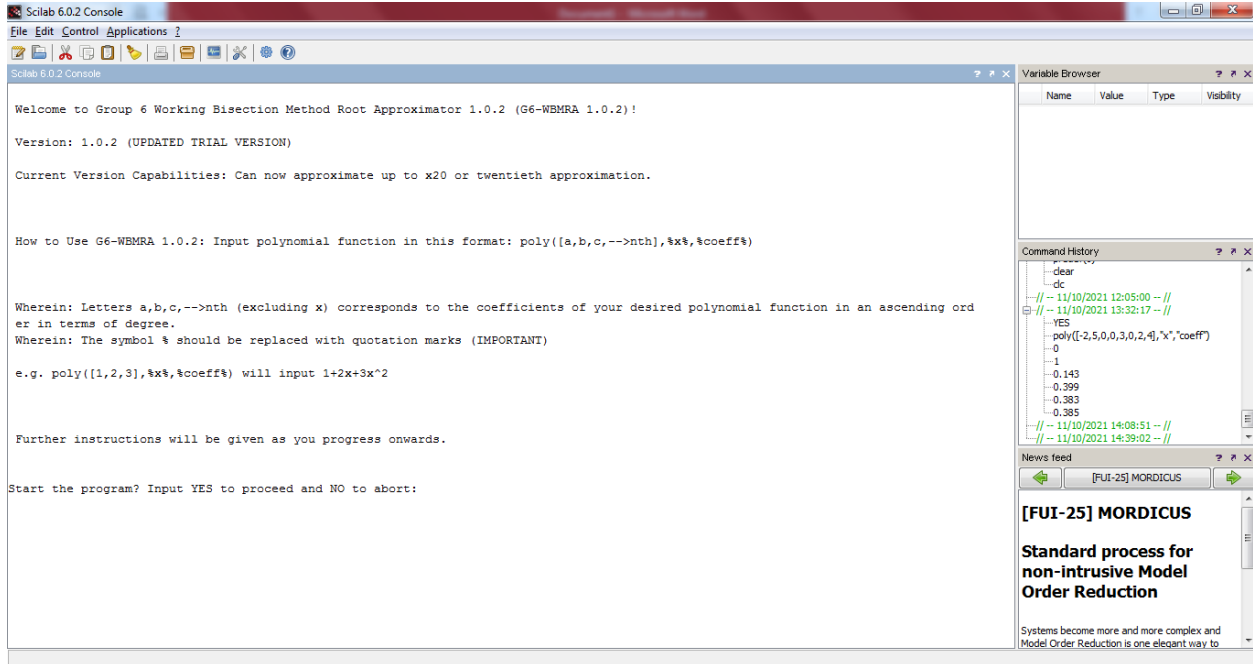 Scilab 6.0.2 Console
Document1 - Microsoft Word
File Edit Control Applications ?
Scilab 6.0.2 Console
Welcome to Group 6 Working Bisection Method Root Approximator 1.0.2 (G6-WBMRA 1.0.2)!
Version: 1.0.2 (UPDATED TRIAL VERSION)
Current Version Capabilities: Can now approximate up to x20 or twentieth approximation.
How to Use G6-WBMRA 1.0.2: Input polynomial function in this format: poly([a,b,c,-->nth],%x%,%coeff%)
Wherein: Letters a,b,c,-->nth (excluding x) corresponds to the coefficients of your desired polynomial function in an ascending ord
er in terms of degree.
Wherein: The symbol % should be replaced with quotation marks (IMPORTANT)
e.g. poly([1,2,3],%x%,%coeff%) will input 1+2x+3x^2
Further instructions will be given as you progress onwards.
Start the program? Input YES to proceed and NO to abort:
Variable Browser
Name Value Type Visibility
Command History
clear
clc
// -- 11/10/2021 12:05:00 -- //
// -- 11/10/2021 13:32:17 -- //
YES
poly([-2,5,0,0,3,0,2,4],"x","coeff")
0
1
0.143
0.399
0.383
0.385
// -- 11/10/2021 14:08:51 -- //
// -- 11/10/2021 14:39:02 -- //
News feed
[FUI-25] MORDICUS
[FUI-25] MORDICUS
Standard process for
non-intrusive Model
Order Reduction
Systems become more and more complex and
Model Order Reduction is one elegant way to